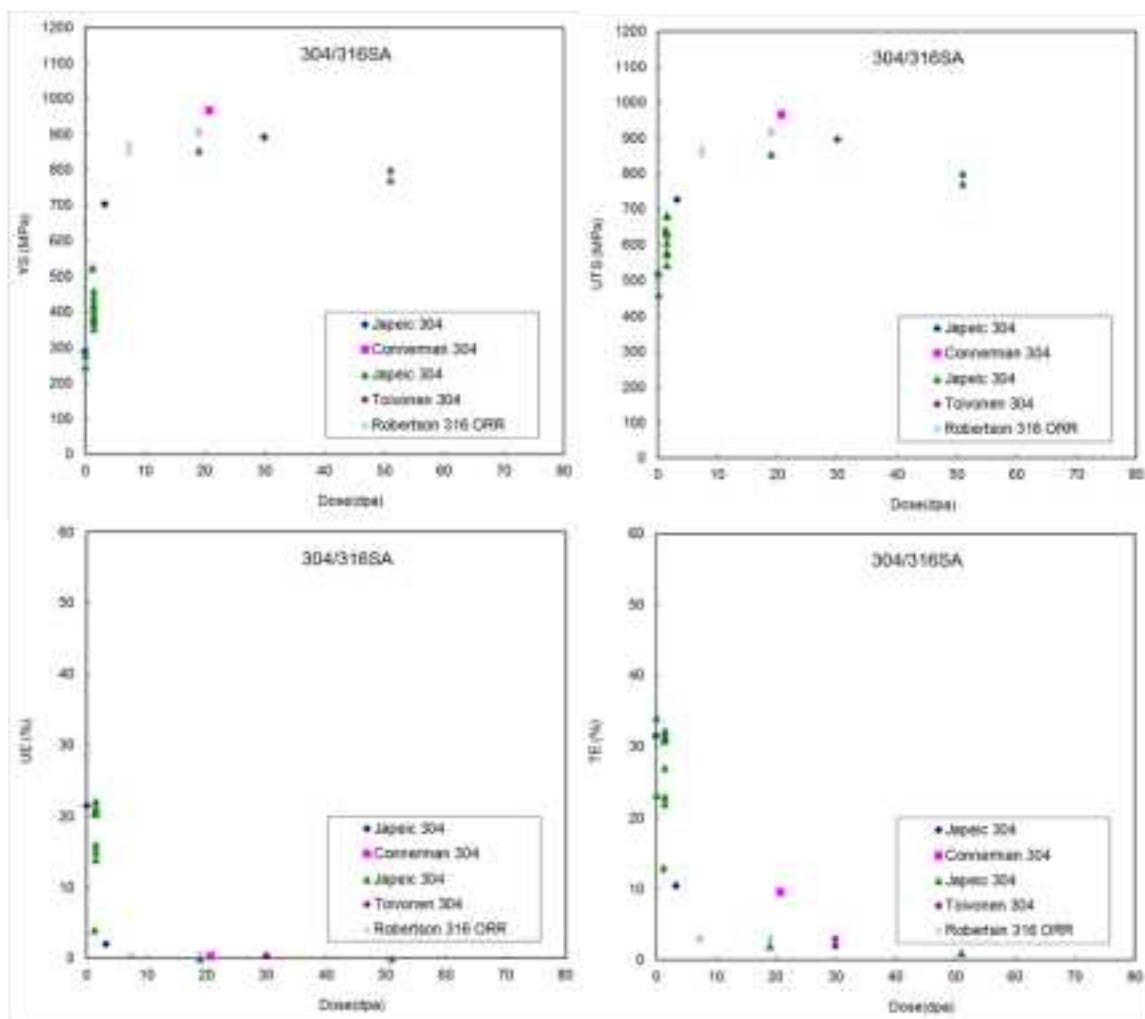 304/316SA
1200
1100
1000
900
800
700
600
500
400
300
200
100
0
YS (MPa)
Japeic 304
Connerman 304
Japeic 304
Toivonen 304
Robertson 316 ORR
0 10 20 30 40 50 60 70 80
Dose(dpa)
304/316SA
1200
1100
1000
900
800
700
600
500
400
300
200
100
0
UTS (MPa)
Japeic 304
Connerman 304
Japeic 304
Toivonen 304
Robertson 316 ORR
0 10 20 30 40 50 60 70 80
Dose(dpa)
304/316SA
60
50
40
30
20
10
0
UE (%)
Japeic 304
Connerman 304
Japeic 304
Toivonen 304
Robertson 316 ORR
0 10 20 30 40 50 60 70 80
Dose(dpa)
304/316SA
60
50
40
30
20
10
0
TE (%)
Japeic 304
Connerman 304
Japeic 304
Toivonen 304
Robertson 316 ORR
0 10 20 30 40 50 60 70 80
Dose(dpa)